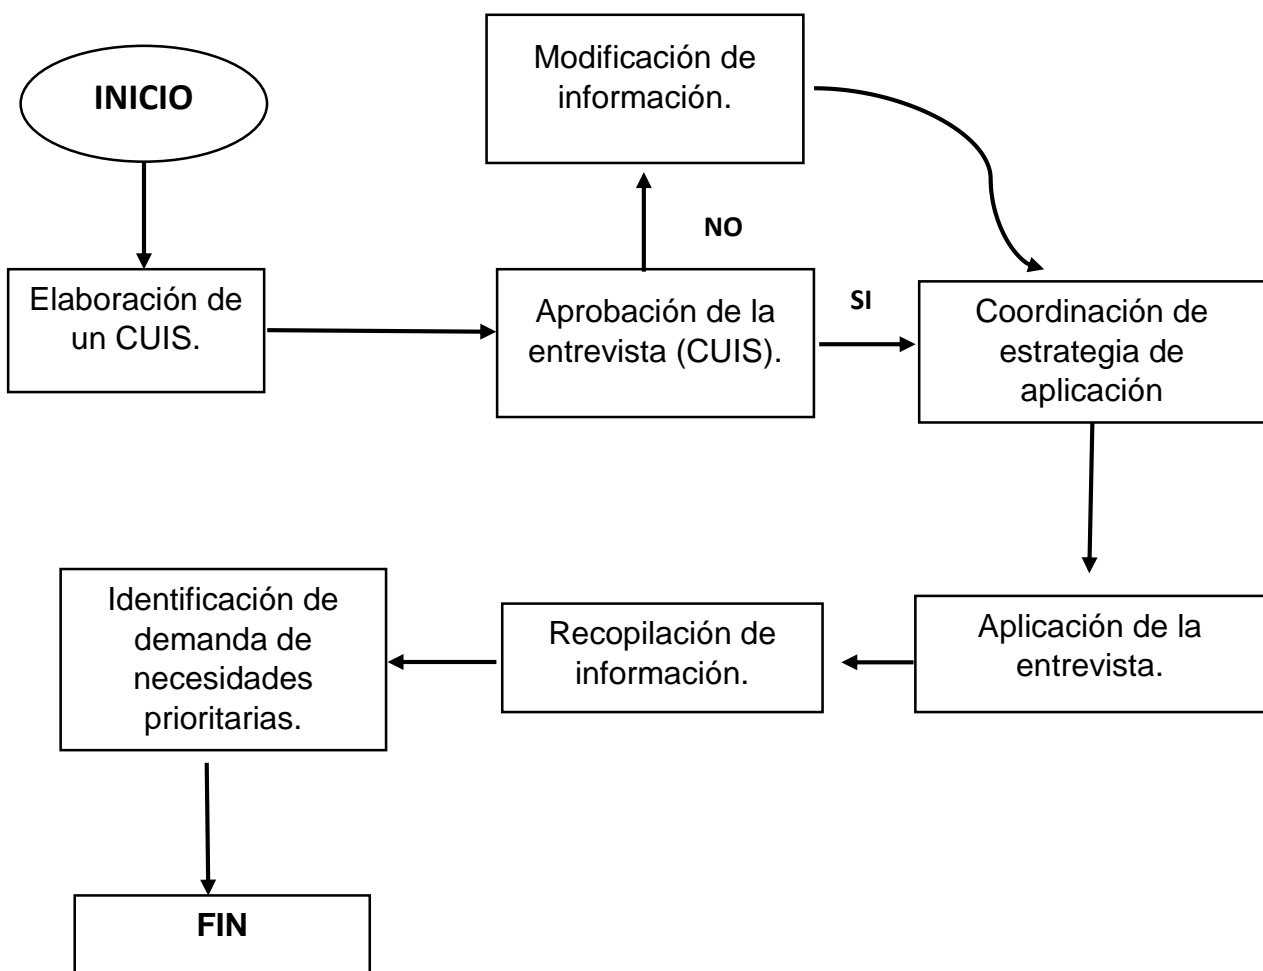 INICIO
Elaboración de
un CUIS.
Aprobación de la
entrevista (CUIS).
NO
Modificación de
información.
SI
Coordinación de
estrategia de
aplicación
Aplicación de la
entrevista.
Recopilación de
información.
Identificación de
demanda de
necesidades
prioritarias.
FIN